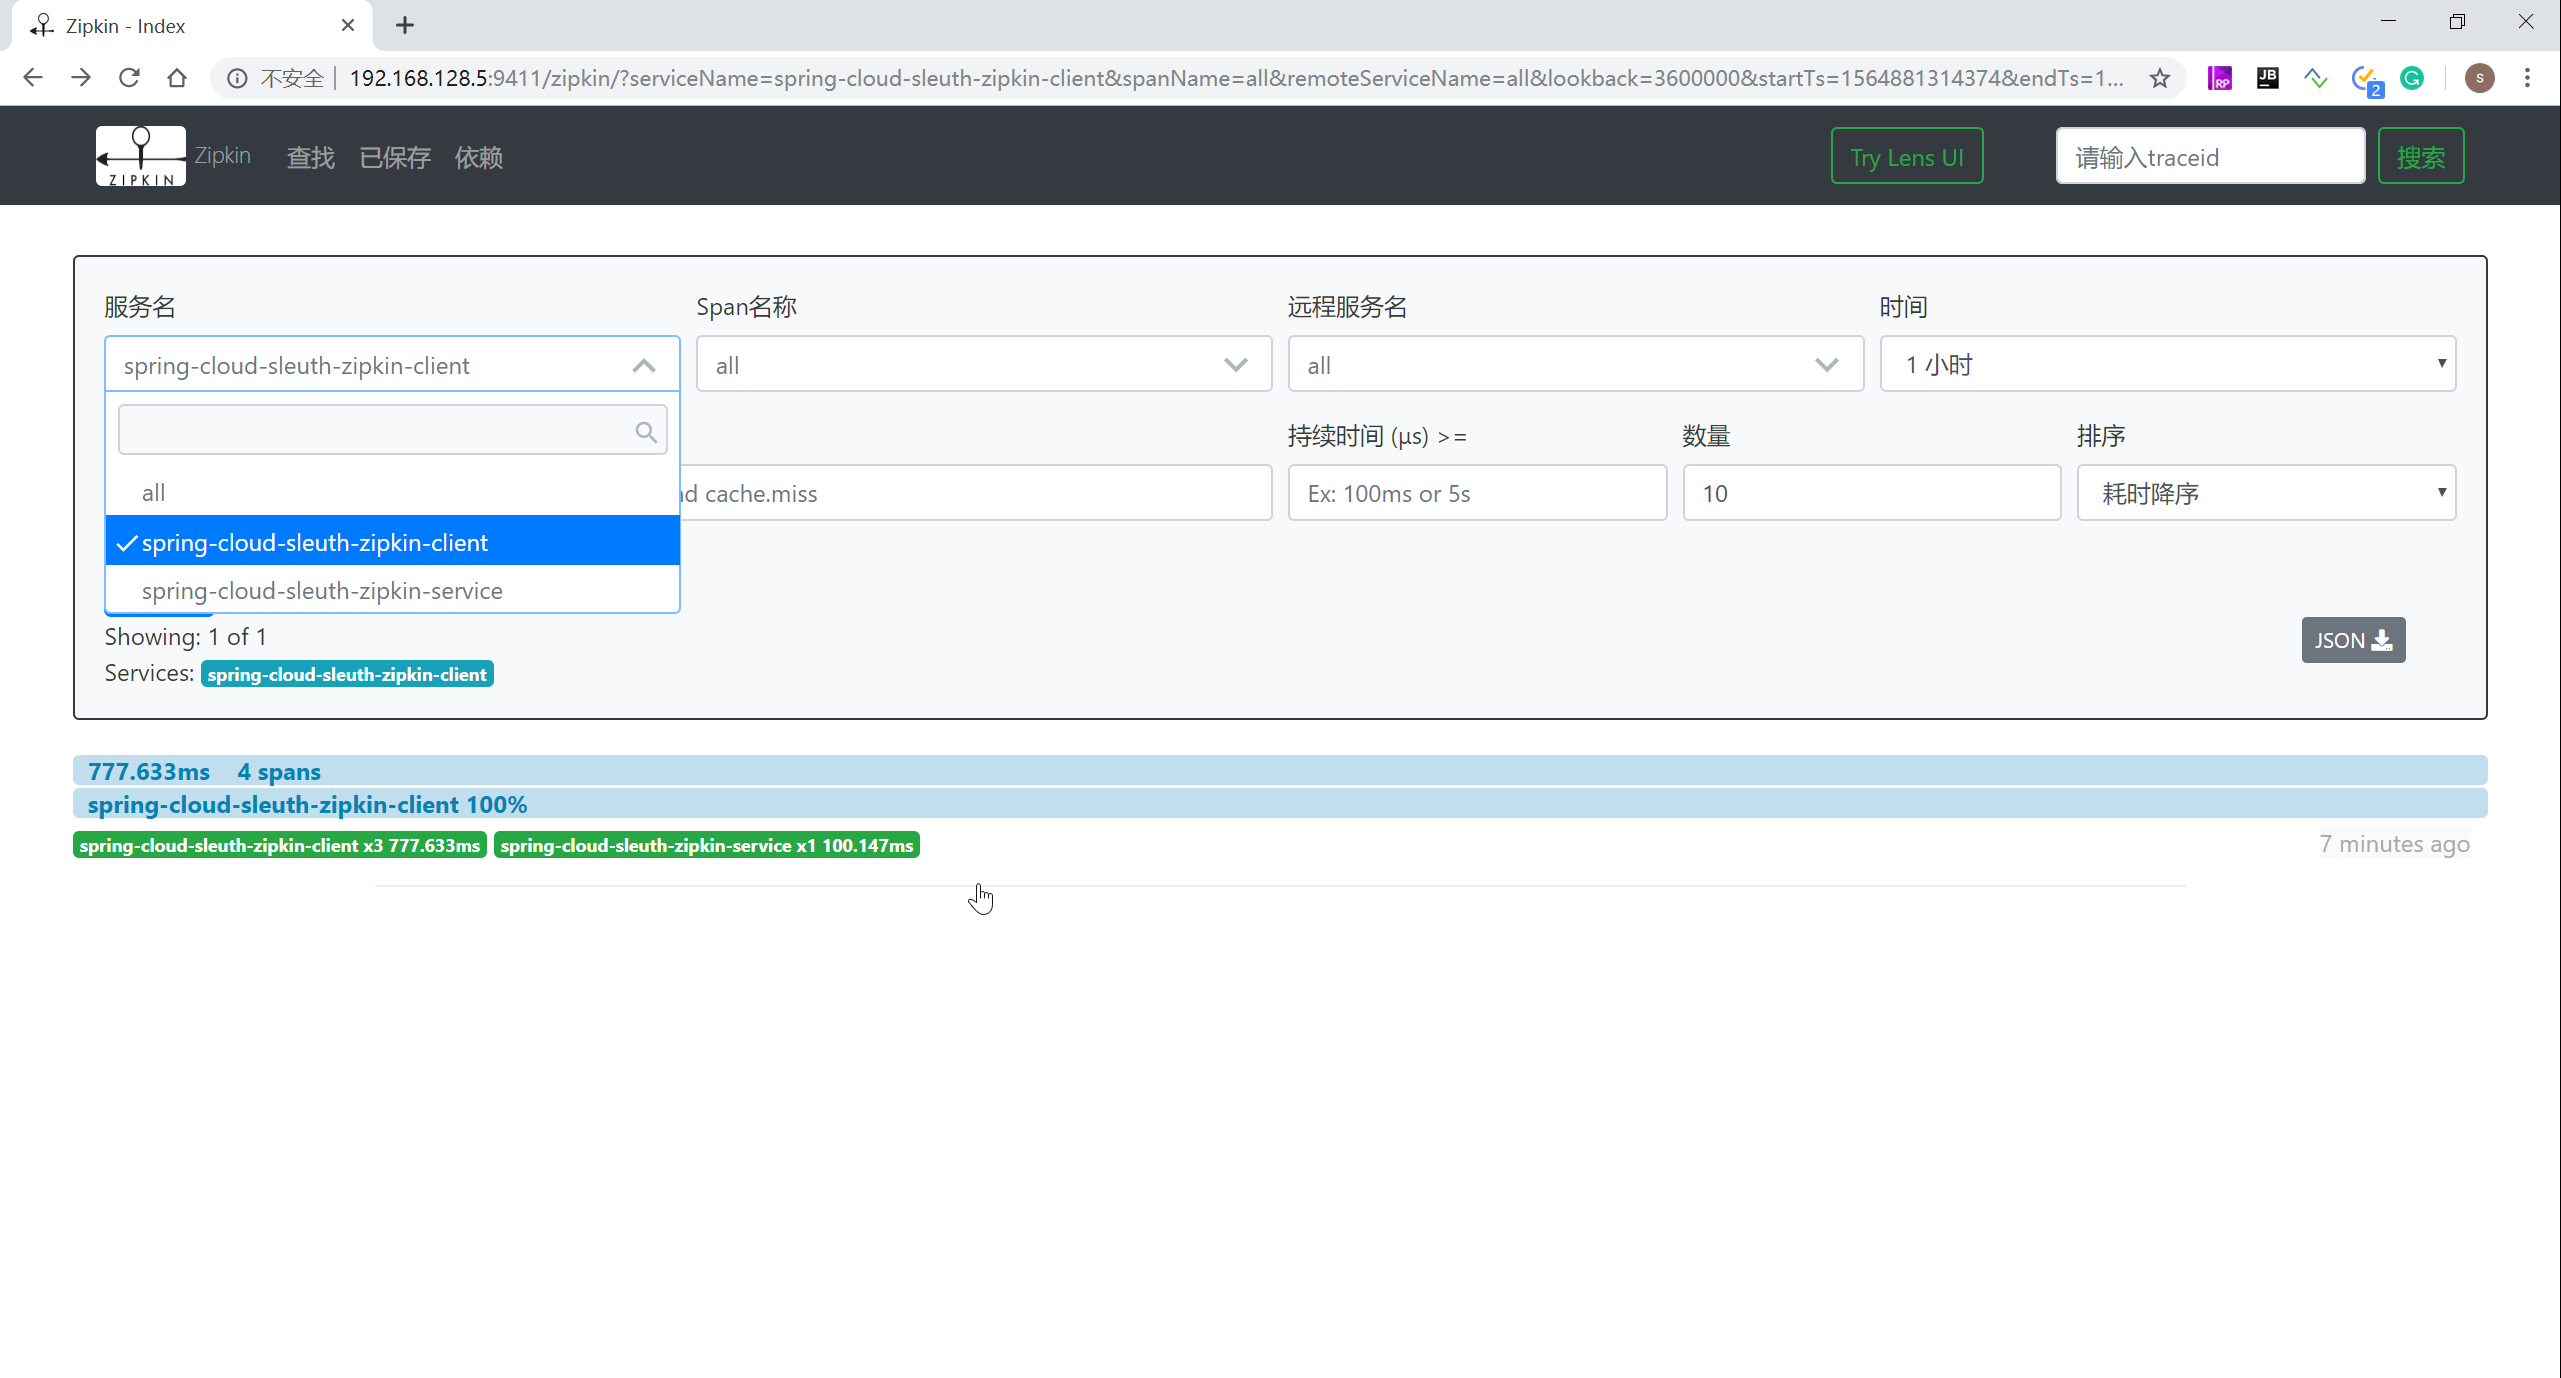 Zipkin - Index
不安全 192.168.128.5:9411/zipkin/?serviceName=spring-cloud-sleuth-zipkin-client&spanName=all&remoteServiceName=all&lookback=3600000&startTs=1564881314374&endTs=1...
RP JB 2 G s
ZIPKIN Zipkin 查找 已保存 依赖 Try Lens UI 请输入traceid 搜索
服务名 Span名称 远程服务名 时间
spring-cloud-sleuth-zipkin-client all all 1 小时
持续时间 (μs) >= 数量 排序
cache.miss Ex: 100ms or 5s 10 耗时降序
all
spring-cloud-sleuth-zipkin-client
spring-cloud-sleuth-zipkin-service
Showing: 1 of 1 JSON
Services: spring-cloud-sleuth-zipkin-client
777.633ms 4 spans
spring-cloud-sleuth-zipkin-client 100%
spring-cloud-sleuth-zipkin-client x3 777.633ms spring-cloud-sleuth-zipkin-service x1 100.147ms 7 minutes ago